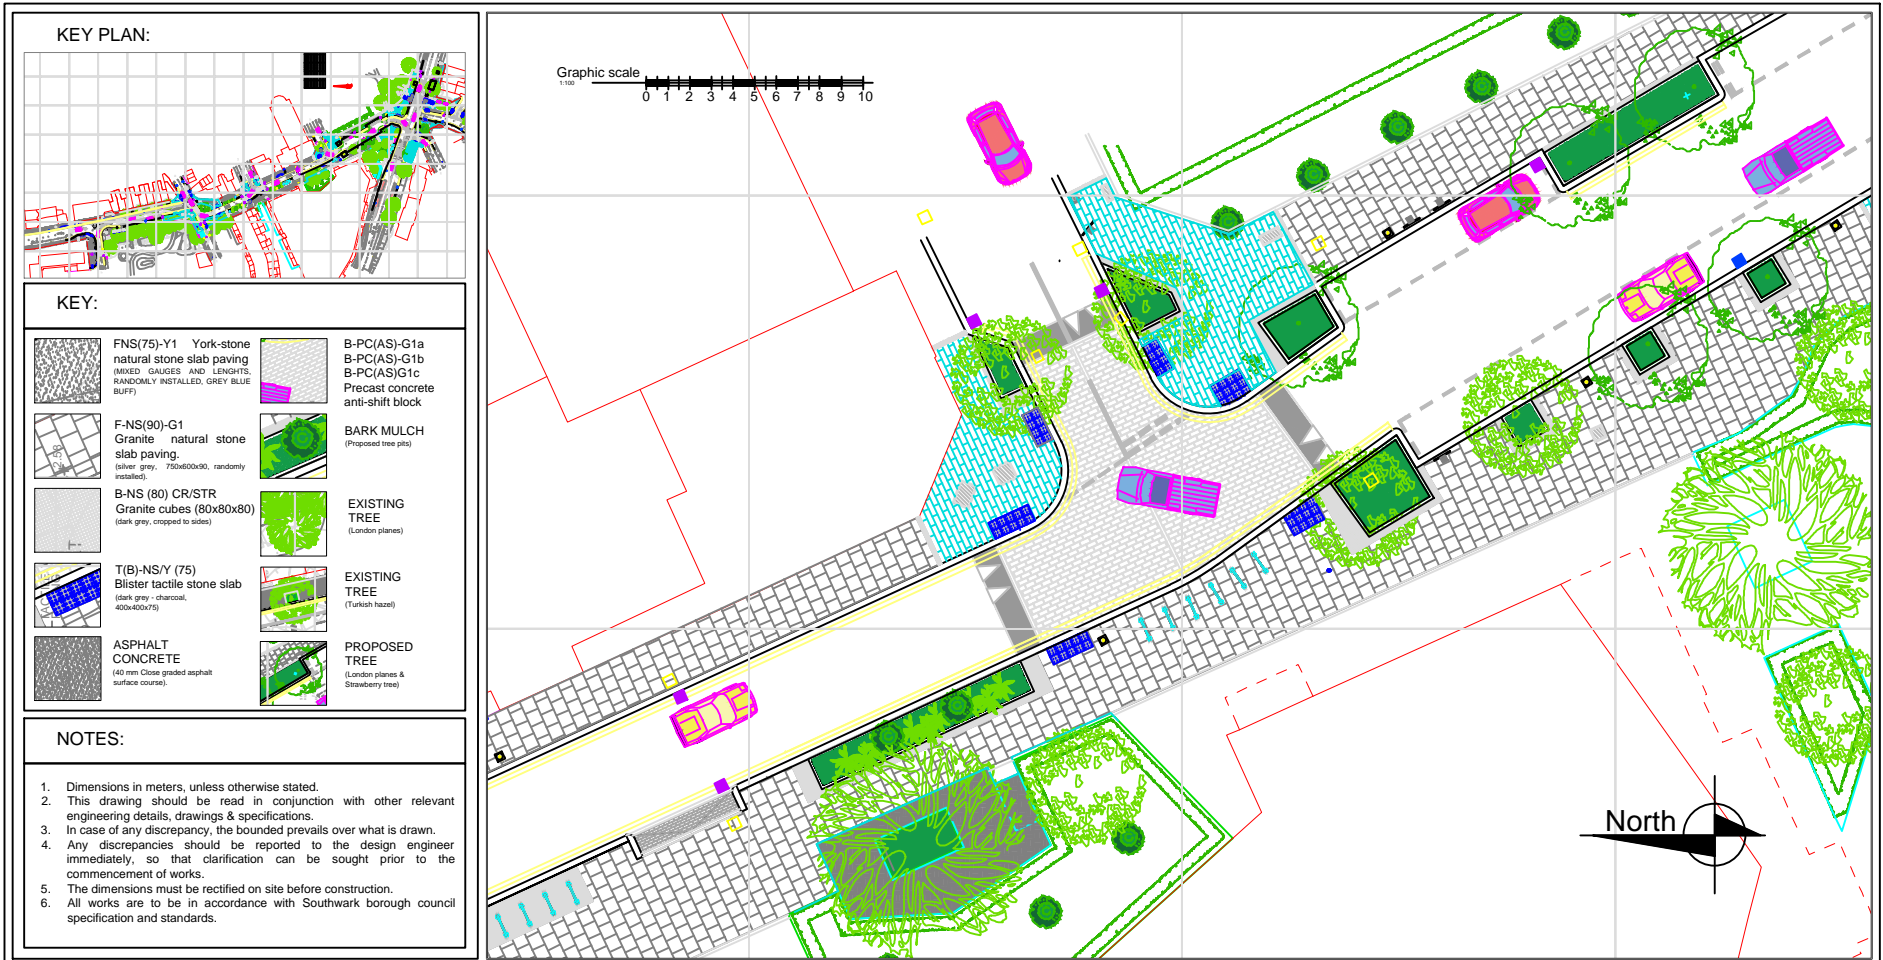 KEY PLAN:
KEY:
FNS(75)-Y1 York-stone
natural stone slab paving
(MIXED GAUGES AND LENGHTS,
RANDOMLY INSTALLED, GREY BLUE
BUFF)
F-NS(90)-G1
Granite natural stone
slab paving.
(silver grey, 750x600x90, randomly
installed).
B-NS (80) CR/STR
Granite cubes (80x80x80)
(dark grey, cropped to sides)
T(B)-NS/Y (75)
Blister tactile stone slab
(dark grey - charcoal,
400x400x75)
ASPHALT
CONCRETE
(40 mm Close graded asphalt
surface course).
B-PC(AS)-G1a
B-PC(AS)-G1b
B-PC(AS)G1c
Precast concrete
anti-shift block
BARK MULCH
(Proposed tree pits)
EXISTING
TREE
(London planes)
EXISTING
TREE
(Turkish hazel)
PROPOSED
TREE
(London planes &
Strawberry tree)
NOTES:
1. Dimensions in meters, unless otherwise stated.
2. This drawing should be read in conjunction with other relevant
engineering details, drawings & specifications.
3. In case of any discrepancy, the bounded prevails over what is drawn.
4. Any discrepancies should be reported to the design engineer
immediately, so that clarification can be sought prior to the
commencement of works.
5. The dimensions must be rectified on site before construction.
6. All works are to be in accordance with Southwark borough council
specification and standards.
Graphic scale
1:100
0 1 2 3 4 5 6 7 8 9 10
North